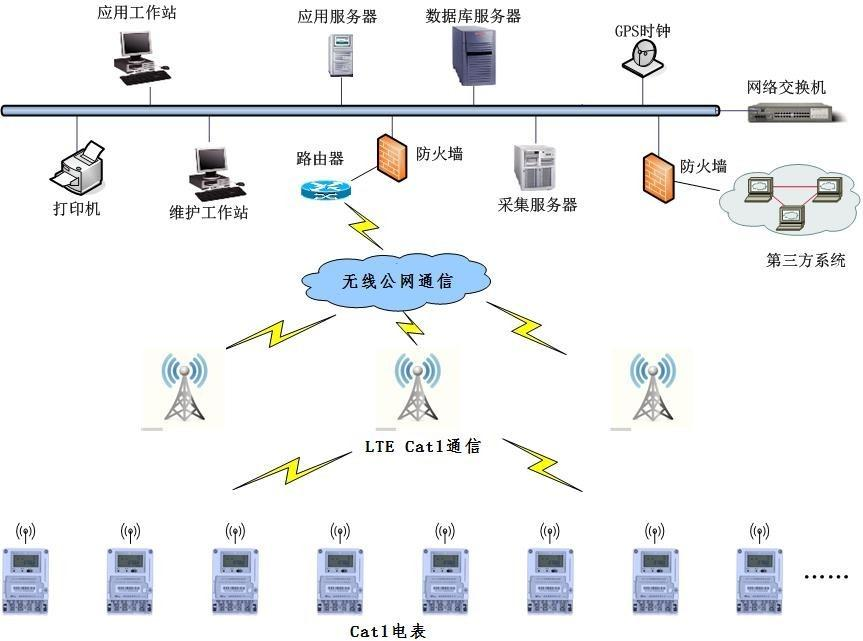 应用工作站
应用服务器
数据库服务器
GPS时钟
网络交换机
打印机
维护工作站
路由器
防火墙
采集服务器
防火墙
第三方系统
无线公网通信
LTE Cat1通信
......
Cat1电表